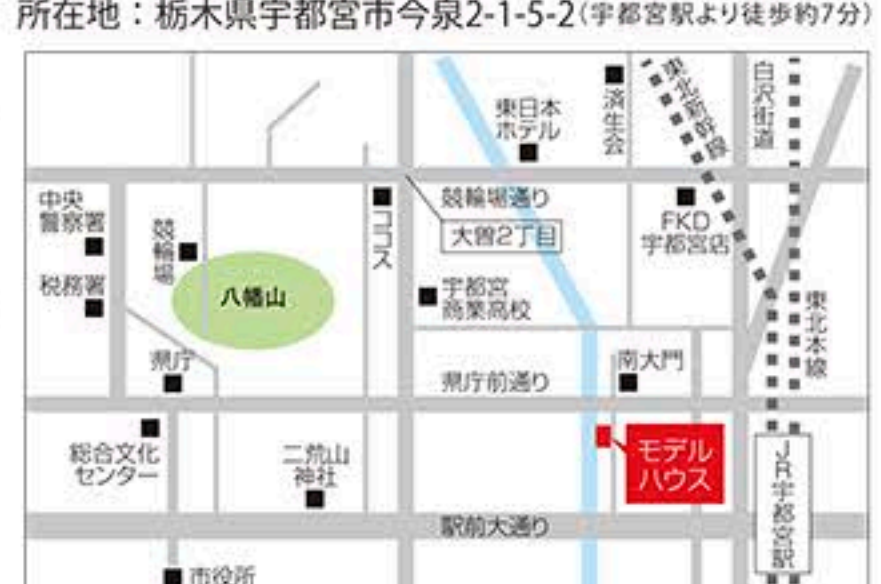 所在地：栃木県宇都宮市今泉2-1-5-2(宇都宮駅より徒歩約7分)
東日本
ホテル
済生会
東北新幹線
白沢街道
中央
警察署
競輪場
ココス
競輪場通り
大曽2丁目
FKD
宇都宮店
税務署
八幡山
宇都宮
商業高校
東北本線
県庁
県庁前通り
南大門
総合文化
センター
二荒山
神社
モデル
ハウス
JR宇都宮駅
駅前大通り
市役所